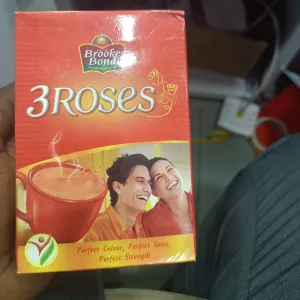 Brooke
Bond
3ROSES
Perfect Colour, Perfect Taste,
Perfect Strength